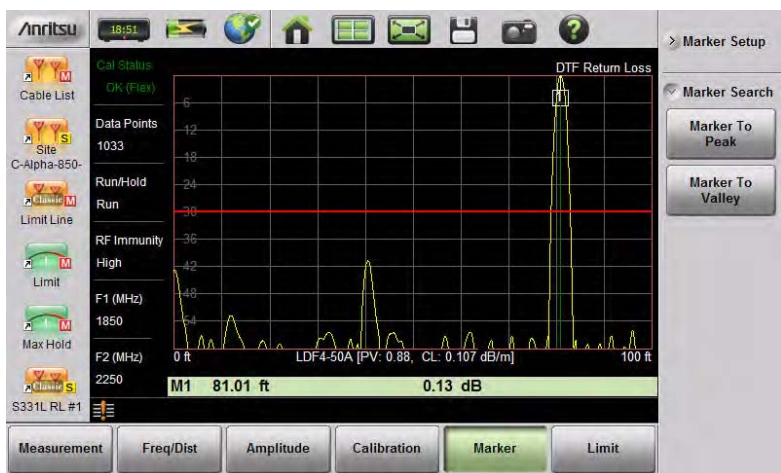 Anritsu
18:51
?
Cable List
Site
C-Alpha-850-
Limit Line
Limit
Max Hold
S331L RL #1
M
S
Classic M
M
M
Classic S
Cal Status
OK (Flex)
Data Points
1033
Run/Hold
Run
RF Immunity
High
F1 (MHz)
1850
F2 (MHz)
2250
DTF Return Loss
-6
-12
-18
-24
-30
-36
-42
-48
-54
0 ft
LDF4-50A [PV: 0.88, CL: 0.107 dB/m]
100 ft
M1 81.01 ft 0.13 dB
> Marker Setup
Marker Search
Marker To
Peak
Marker To
Valley
Measurement
Freq/Dist
Amplitude
Calibration
Marker
Limit